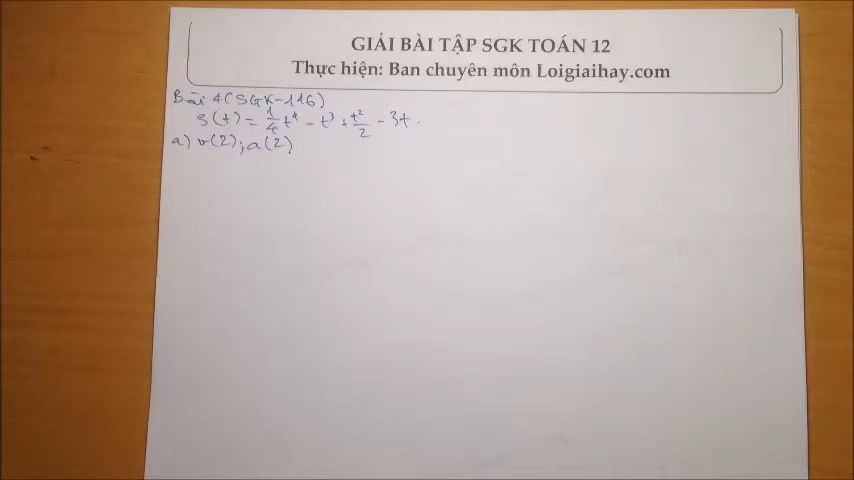 GIẢI BÀI TẬP SGK TOÁN 12
Thực hiện: Ban chuyên môn Loigiaihay.com
Bài 4(SGK-116)
S(t) = 1/4 t⁴ - t³ + t²/2 - 3t.
a) v(2); a(2)